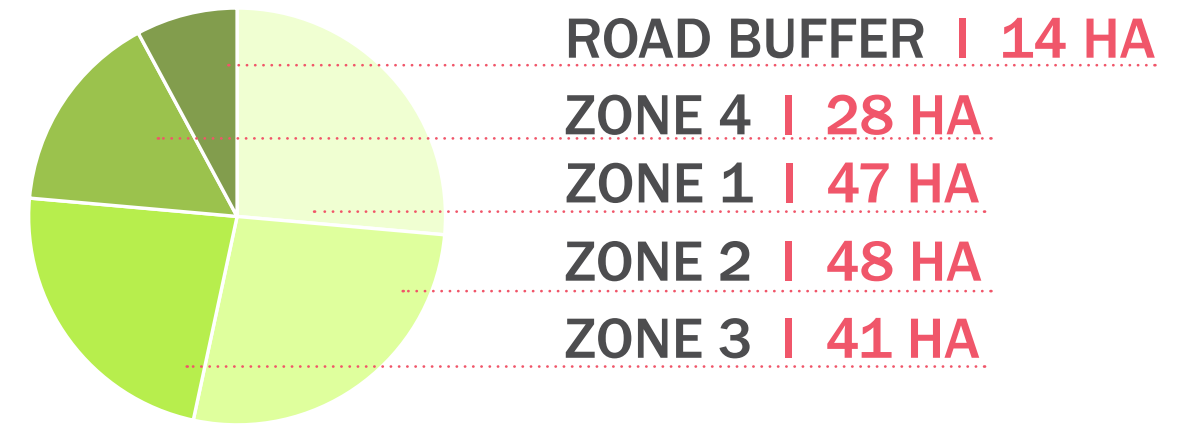 ROAD BUFFER I 14 HA
ZONE 4 I 28 HA
ZONE 1 I 47 HA
ZONE 2 I 48 HA
ZONE 3 I 41 HA